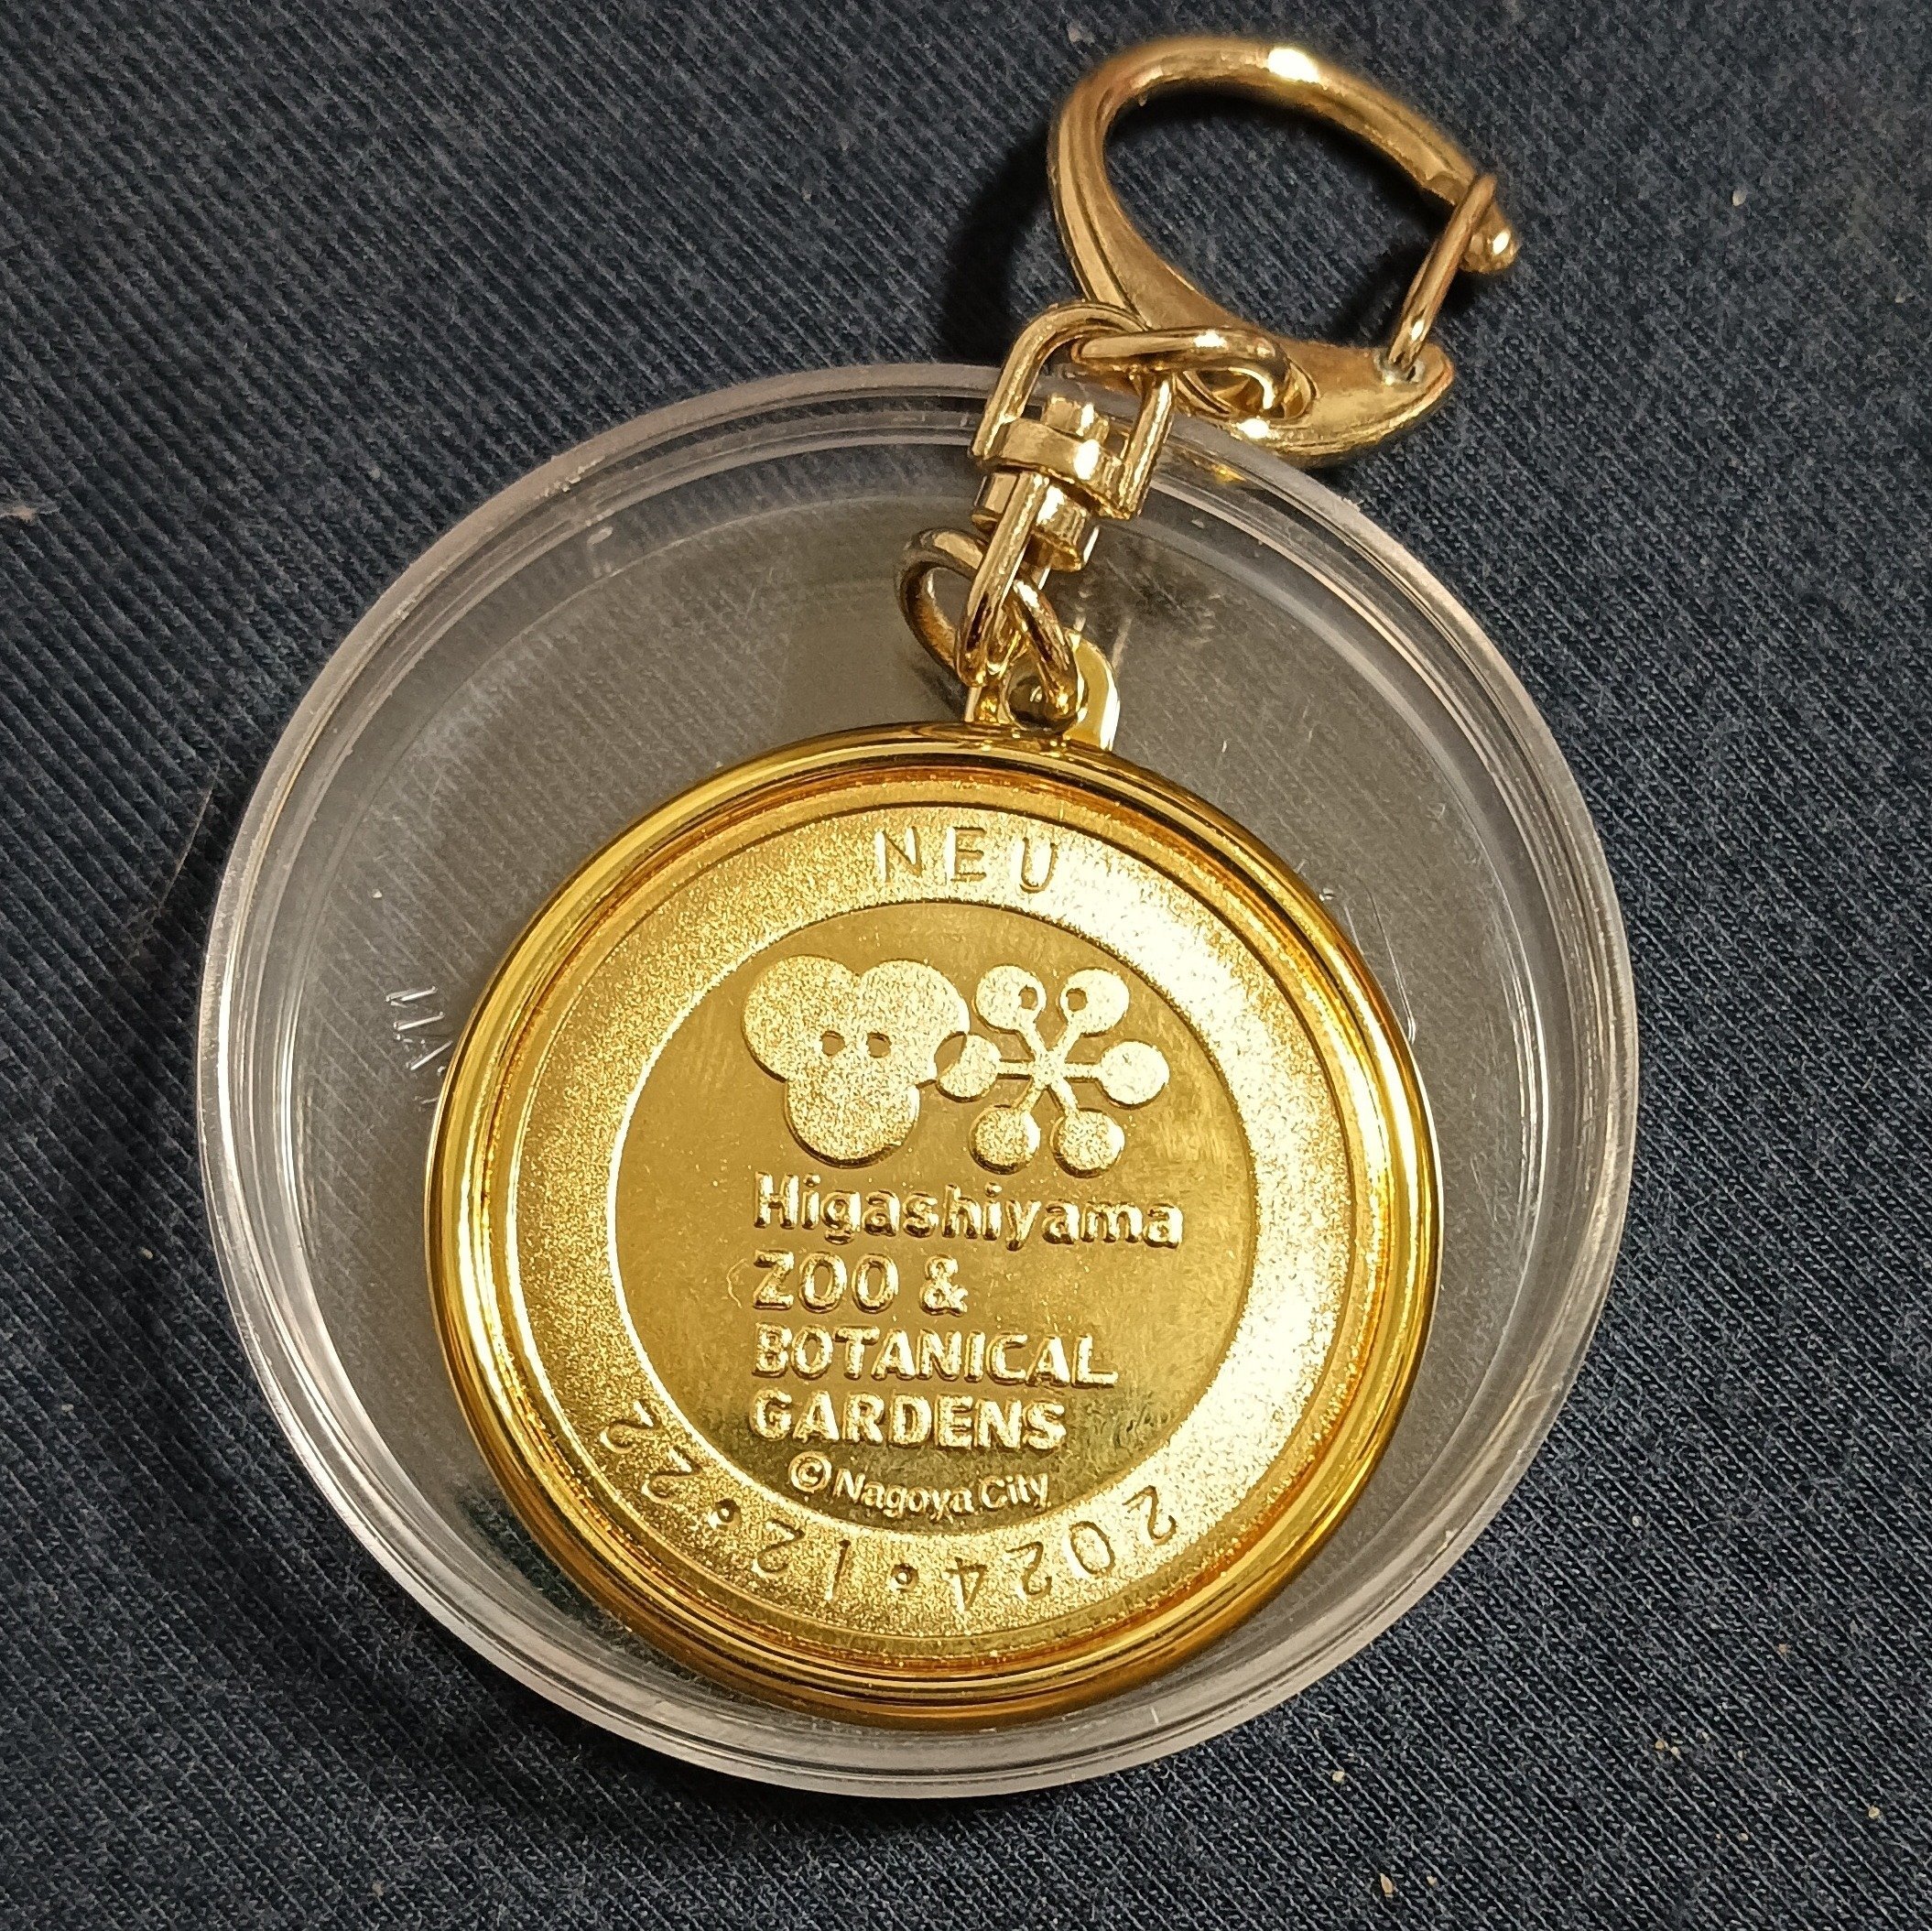 NEU
Higashiyama
ZOO &
BOTANICAL
GARDENS
©Nagoya City
2024・12・22